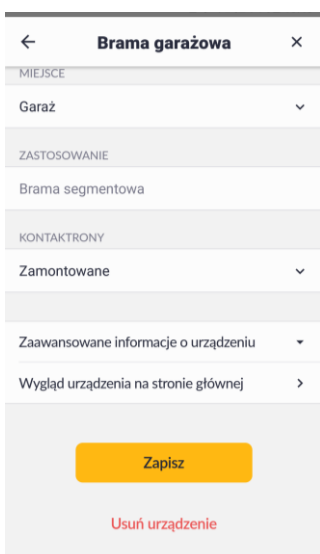 Brama garażowa
MIEJSCE
Garaż
ZASTOSOWANIE
Brama segmentowa
KONTAKTRONY
Zamontowane
Zaawansowane informacje o urządzeniu
Wygląd urządzenia na stronie głównej
Zapisz
Usuń urządzenie